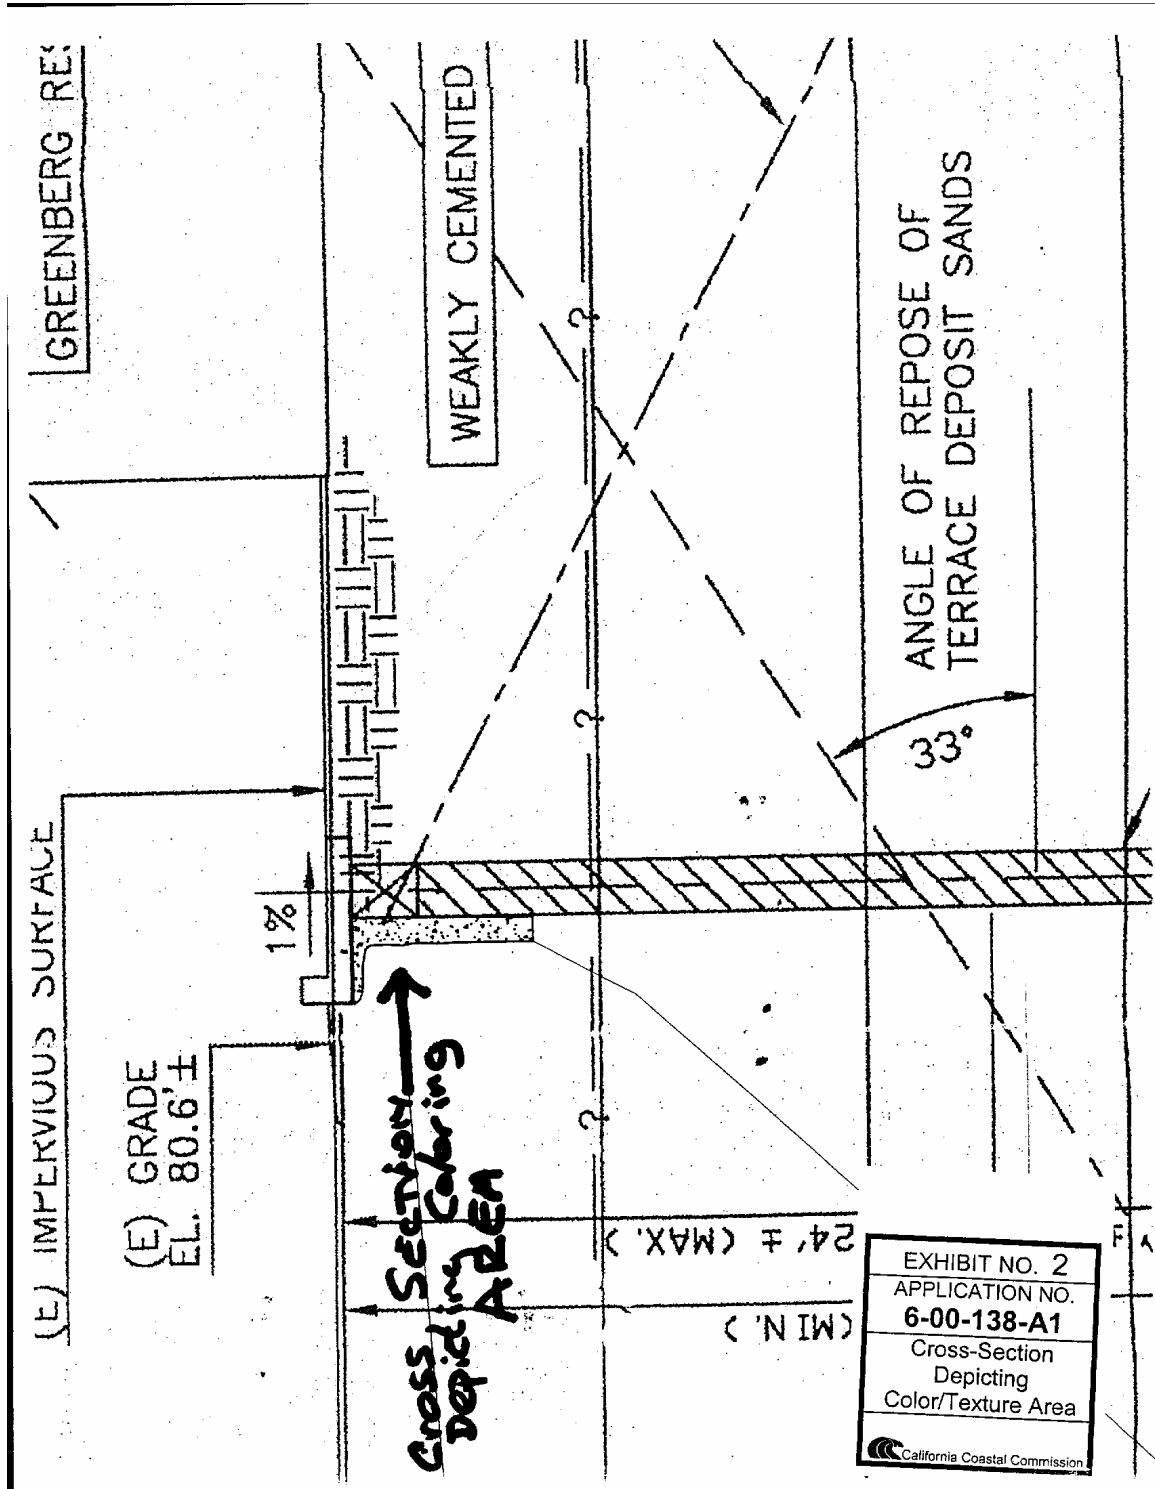 GREENBERG RES
WEAKLY CEMENTED
ANGLE OF REPOSE OF
TERRACE DEPOSIT SANDS
33°
(E) IMPERVIOUS SURFACE
1%
(E) GRADE
EL. 80.6'±
?
?
?
Cross Section
Depicting Coloring
AREA
24'± (MAX.)
(MIN.)
EXHIBIT NO. 2
APPLICATION NO.
6-00-138-A1
Cross-Section
Depicting
Color/Texture Area
California Coastal Commission